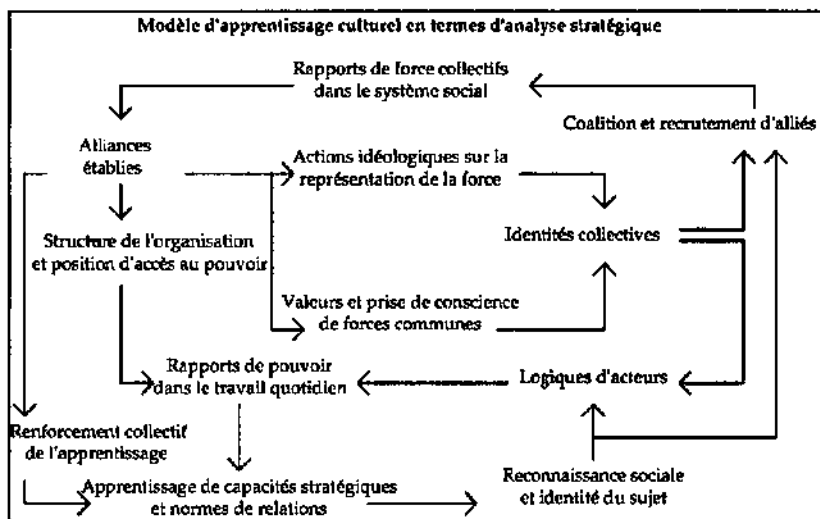 Modèle d'apprentissage culturel en termes d'analyse stratégique
Rapports de force collectifs
dans le système social
Coalition et recrutement d'alliés
Alliances
établies
Actions idéologiques sur la
représentation de la force
Structure de l'organisation
et position d'accès au pouvoir
Identités collectives
Valeurs et prise de conscience
de forces communes
Rapports de pouvoir
dans le travail quotidien
Logiques d'acteurs
Renforcement collectif
de l'apprentissage
Apprentissage de capacités stratégiques
et normes de relations
Reconnaissance sociale
et identité du sujet